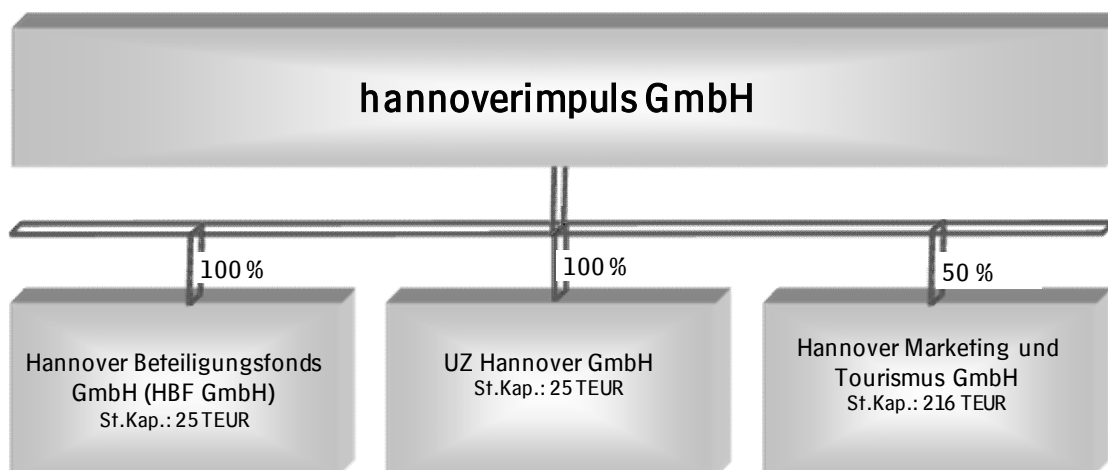 hannoverimpuls GmbH
100 %
100 %
50 %
Hannover Beteiligungsfonds
GmbH (HBF GmbH)
St.Kap.: 25 TEUR
UZ Hannover GmbH
St.Kap.: 25 TEUR
Hannover Marketing und
Tourismus GmbH
St.Kap.: 216 TEUR